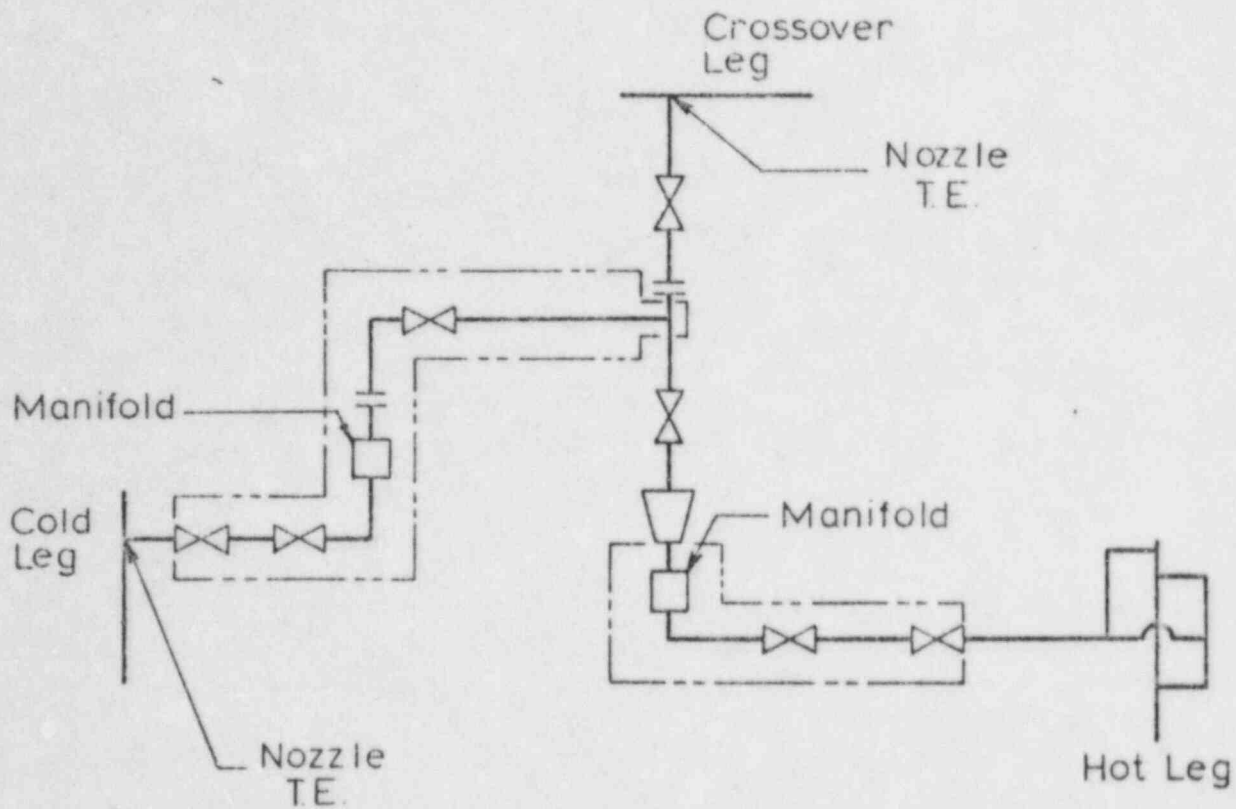 Crossover
Leg
Nozzle
T.E.
Manifold
Cold
Leg
Manifold
Nozzle
T.E.
Hot Leg